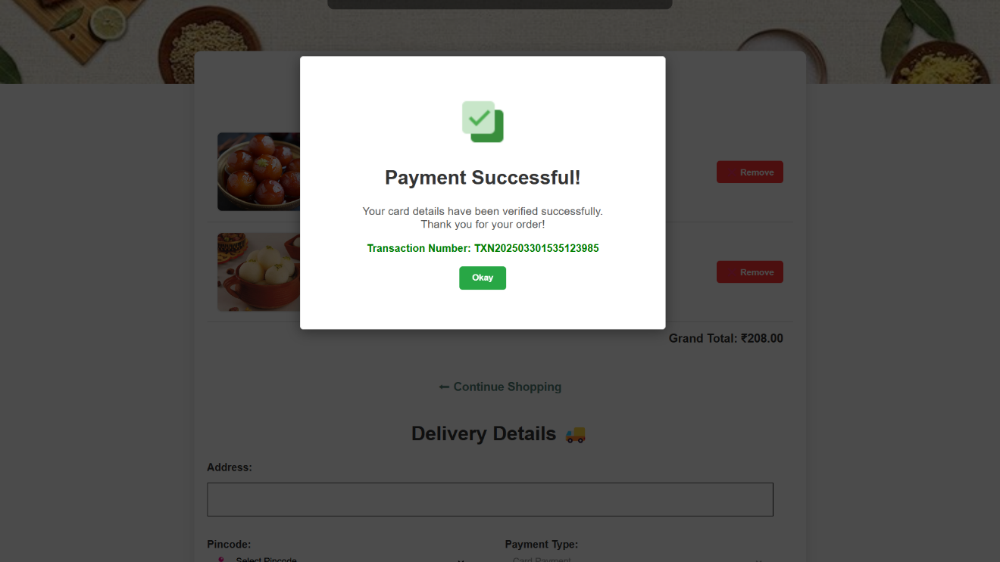 Payment Successful!
Your card details have been verified successfully.
Thank you for your order!
Transaction Number: TXN202503301535123985
Okay
Remove
Remove
Grand Total: ₹208.00
Continue Shopping
Delivery Details
Address:
Pincode:
Payment Type:
Select Pincode
Card Payment